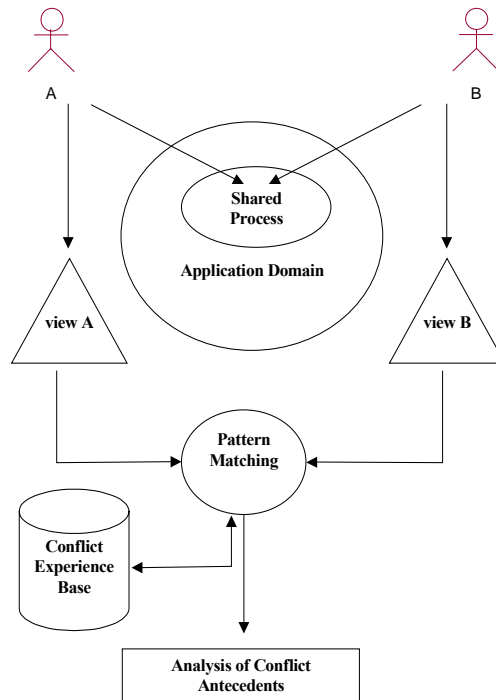 A
B
Shared
Process
Application Domain
view A
view B
Pattern
Matching
Conflict
Experience
Base
Analysis of Conflict
Antecedents